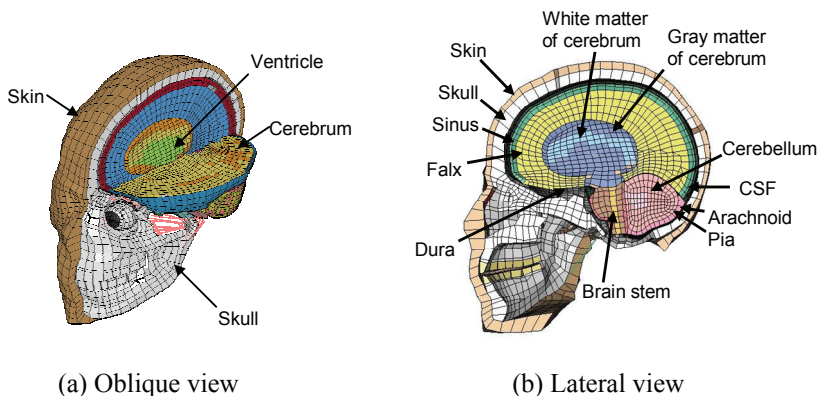 Ventricle
Skin
Cerebrum
Skull
White matter
of cerebrum
Gray matter
of cerebrum
Skin
Skull
Sinus
Falx
Cerebellum
CSF
Arachnoid
Pia
Dura
Brain stem
(a) Oblique view
(b) Lateral view